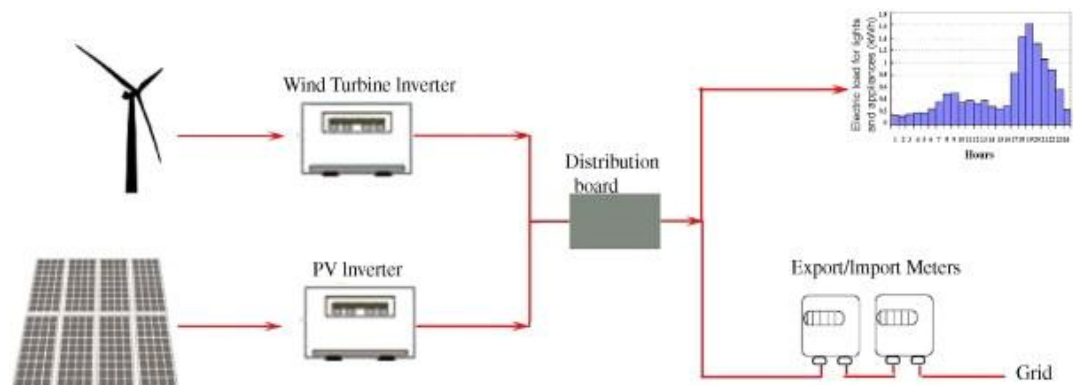 Wind Turbine Inverter
Distribution
board
PV Inverter
Export/Import Meters
Grid
Electric load for lights
and appliances (kWh)
Hours